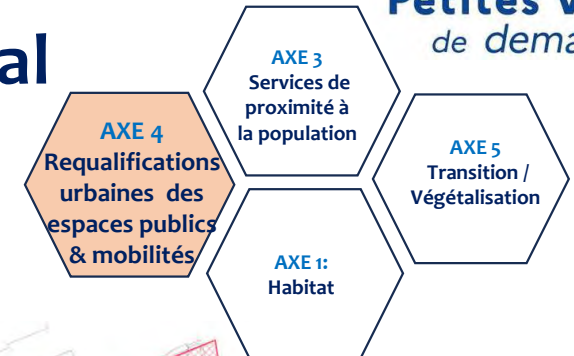 Petites V
de dema
al
AXE 3
Services de
proximité à
la population
AXE 4
Requalifications
urbaines des
espaces publics
& mobilités
AXE 5
Transition /
Végétalisation
AXE 1:
Habitat